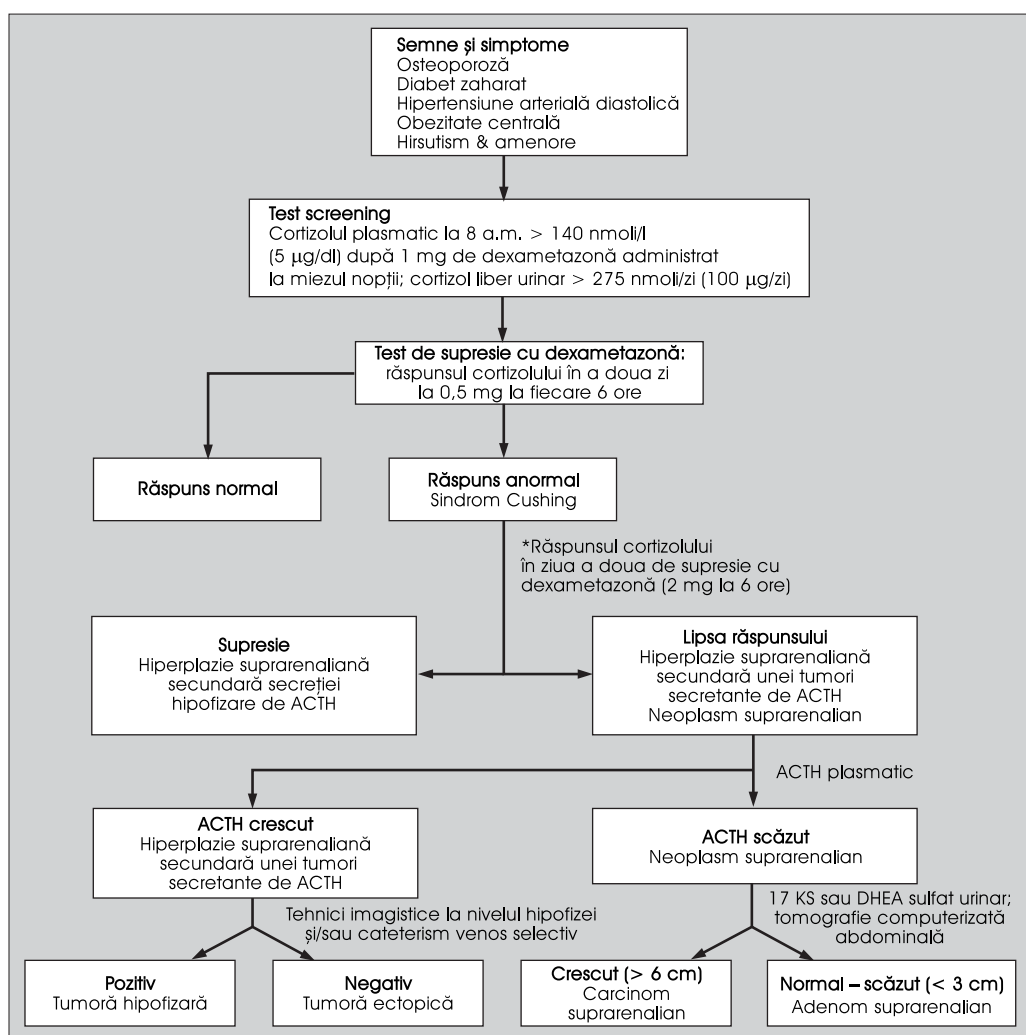 Semne și simptome
Osteoporoză
Diabet zaharat
Hipertensiune arterială diastolică
Obezitate centrală
Hirsutism & amenore
Test screening
Cortizolul plasmatic la 8 a.m. > 140 nmoli/l
(5 µg/dl) după 1 mg de dexametazonă administrat
la miezul nopții; cortizol liber urinar > 275 nmoli/zi (100 µg/zi)
Test de supresie cu dexametazonă:
răspunsul cortizolului în a doua zi
la 0,5 mg la fiecare 6 ore
Răspuns normal
Răspuns anormal
Sindrom Cushing
*Răspunsul cortizolului
în ziua a doua de supresie cu
dexametazonă (2 mg la 6 ore)
Supresie
Hiperplazie suprarenaliană
secundară secreției
hipofizare de ACTH
Lipsa răspunsului
Hiperplazie suprarenaliană
secundară unei tumori
secretante de ACTH
Neoplasm suprarenalian
ACTH plasmatic
ACTH crescut
Hiperplazie suprarenaliană
secundară unei tumori
secretante de ACTH
ACTH scăzut
Neoplasm suprarenalian
Tehnici imagistice la nivelul hipofizei
și/sau cateterism venos selectiv
17 KS sau DHEA sulfat urinar;
tomografie computerizată
abdominală
Pozitiv
Tumoră hipofizară
Negativ
Tumoră ectopică
Crescut (> 6 cm)
Carcinom
suprarenalian
Normal – scăzut (< 3 cm)
Adenom suprarenalian